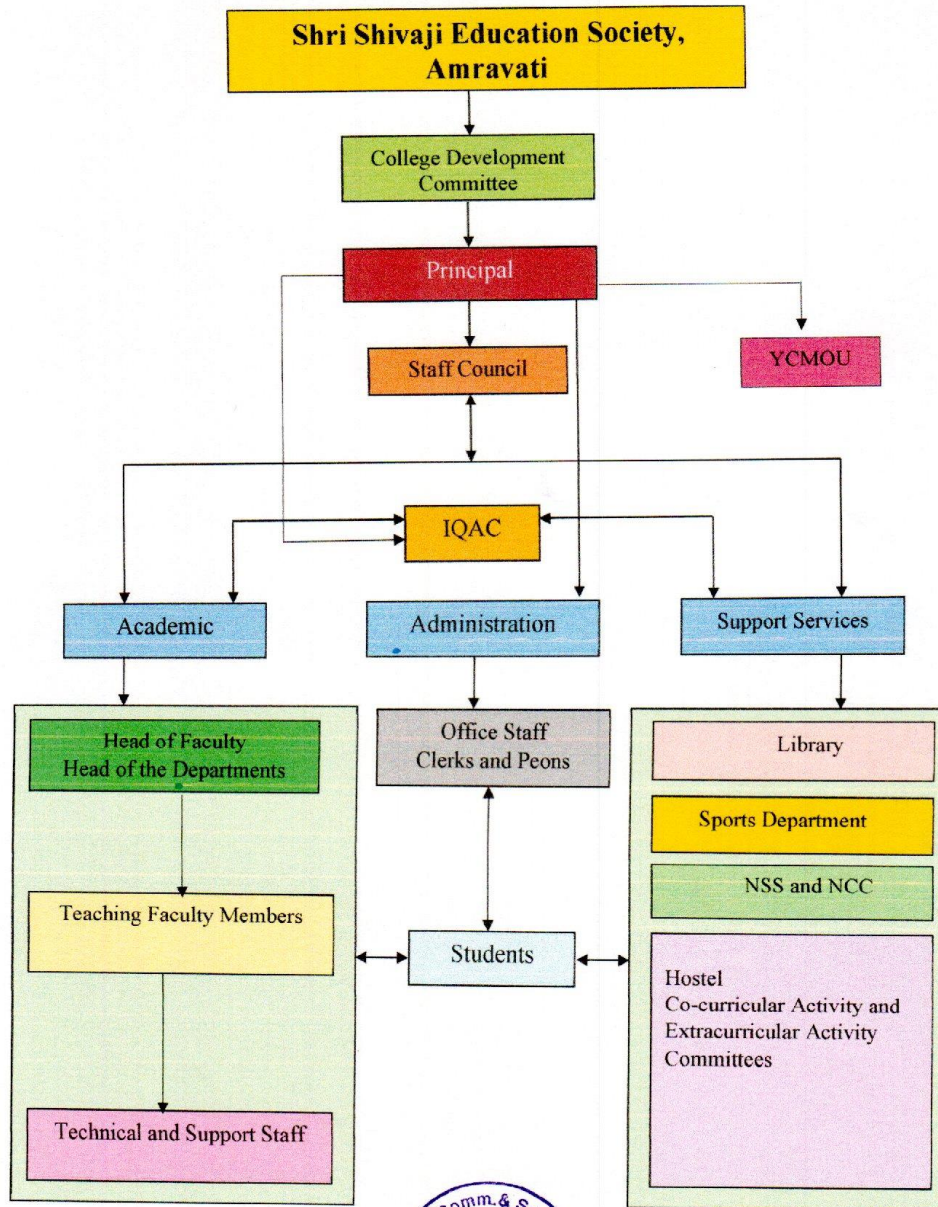 Shri Shivaji Education Society,
Amravati
College Development
Committee
Principal
Staff Council
YCMOU
IQAC
Academic
Administration
Support Services
Head of Faculty
Head of the Departments
Office Staff
Clerks and Peons
Library
Sports Department
NSS and NCC
Teaching Faculty Members
Students
Hostel
Co-curricular Activity and
Extracurricular Activity
Committees
Technical and Support Staff
omm.& S